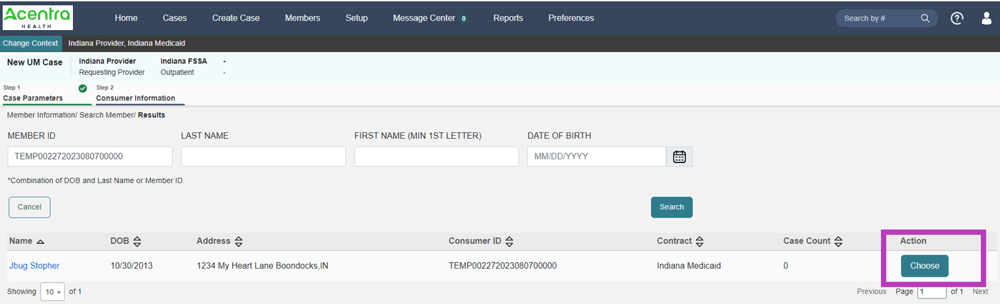 Acentra
HEALTH
Home Cases Create Case Members Setup Message Center 0 Reports Preferences Search by #
Change Context Indiana Provider, Indiana Medicaid
New UM Case Indiana Provider Indiana FSSA -
Requesting Provider Outpatient -
Step 1 Step 2
Case Parameters Consumer Information
Member Information/ Search Member/ Results
MEMBER ID LAST NAME FIRST NAME (MIN 1ST LETTER) DATE OF BIRTH
TEMP002272023080700000 MM/DD/YYYY
*Combination of DOB and Last Name or Member ID
Cancel Search
Name DOB Address Consumer ID Contract Case Count Action
Jbug Stopher 10/30/2013 1234 My Heart Lane Boondocks,IN TEMP002272023080700000 Indiana Medicaid 0 Choose
Showing 10 of 1 Previous Page 1 of 1 Next